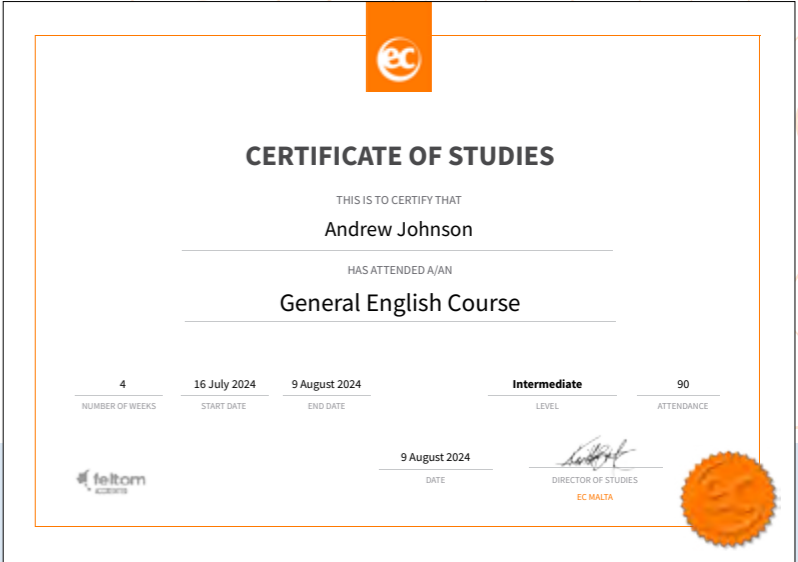 ec
CERTIFICATE OF STUDIES
THIS IS TO CERTIFY THAT
Andrew Johnson
HAS ATTENDED A/AN
General English Course
4 16 July 2024 9 August 2024 Intermediate 90
NUMBER OF WEEKS START DATE END DATE LEVEL ATTENDANCE
9 August 2024
DATE DIRECTOR OF STUDIES
EC MALTA
feltom
ec